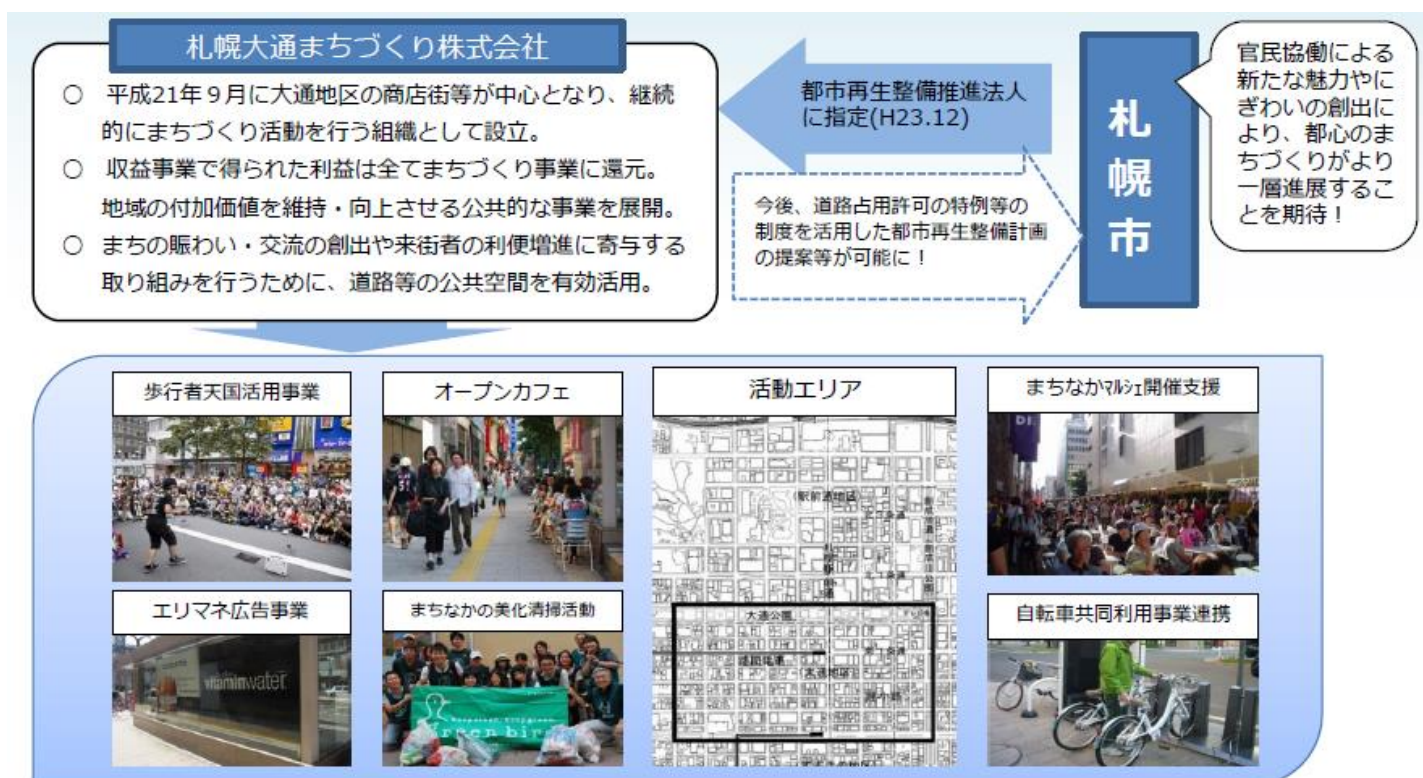 札幌大通まちづくり株式会社
○ 平成21年9月に大通地区の商店街等が中心となり、継続
的にまちづくり活動を行う組織として設立。
○ 収益事業で得られた利益は全てまちづくり事業に還元。
地域の付加価値を維持・向上させる公共的な事業を展開。
○ まちの賑わい・交流の創出や来街者の利便増進に寄与する
取り組みを行うために、道路等の公共空間を有効活用。
都市再生整備推進法人
に指定(H23.12)
今後、道路占用許可の特例等の
制度を活用した都市再生整備計画
の提案等が可能に！
札幌市
官民協働による
新たな魅力やに
ぎわいの創出に
より、都心のま
ちづくりがより
一層進展するこ
とを期待！
歩行者天国活用事業
オープンカフェ
活動エリア
まちなかﾏﾙｼｪ開催支援
駅前通地区
大通公園
大通地区
エリマネ広告事業
vitaminwater
まちなかの美化清掃活動
green bird
自転車共同利用事業連携